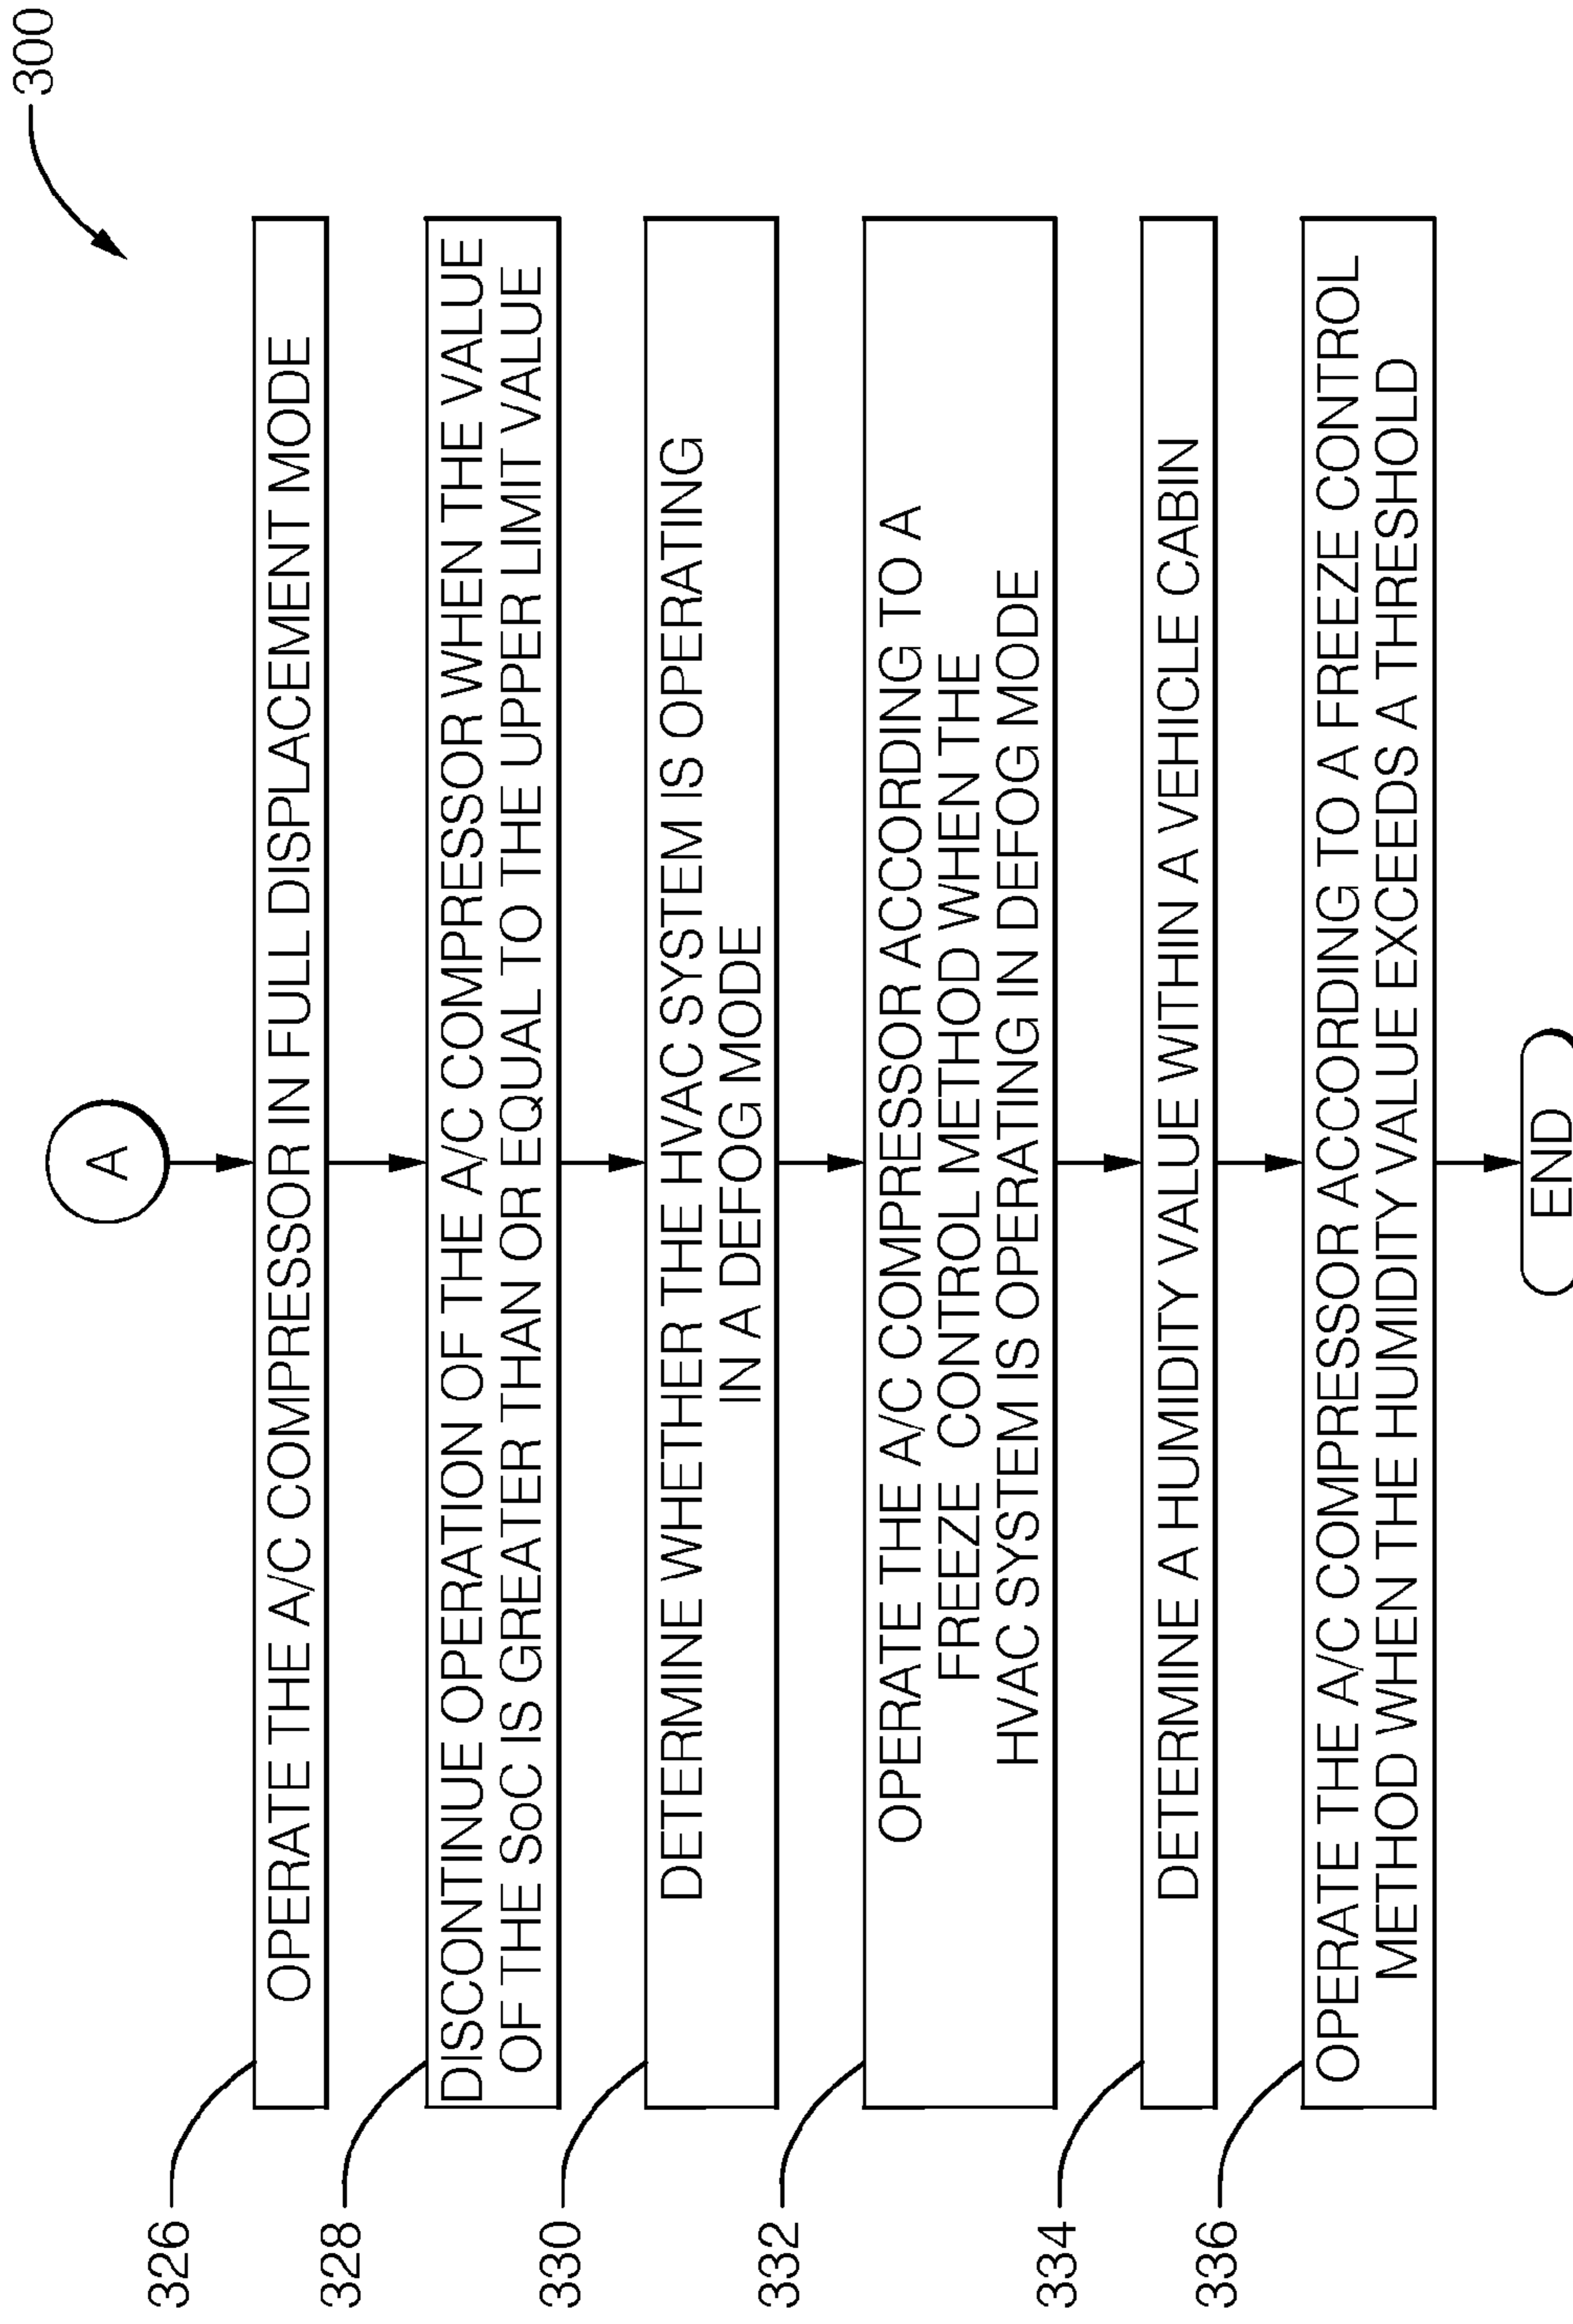 300
A
326
OPERATE THE A/C COMPRESSOR IN FULL DISPLACEMENT MODE
328
DISCONTINUE OPERATION OF THE A/C COMPRESSOR WHEN THE VALUE
OF THE SoC IS GREATER THAN OR EQUAL TO THE UPPER LIMIT VALUE
330
DETERMINE WHETHER THE HVAC SYSTEM IS OPERATING
IN A DEFOG MODE
332
OPERATE THE A/C COMPRESSOR ACCORDING TO A
FREEZE CONTROL METHOD WHEN THE
HVAC SYSTEM IS OPERATING IN DEFOG MODE
334
DETERMINE A HUMIDITY VALUE WITHIN A VEHICLE CABIN
336
OPERATE THE A/C COMPRESSOR ACCORDING TO A FREEZE CONTROL
METHOD WHEN THE HUMIDITY VALUE EXCEEDS A THRESHOLD
END